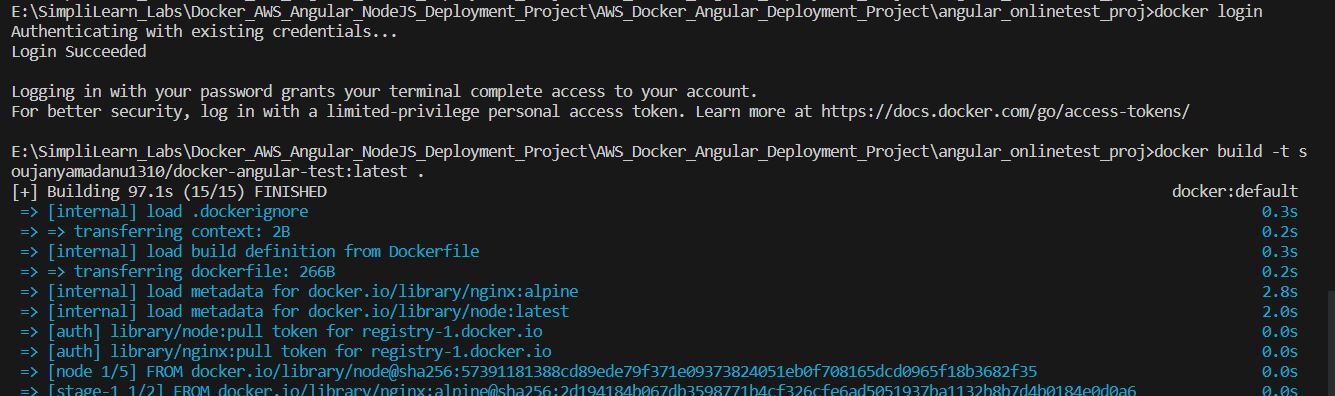 E:\SimpliLearn_Labs\Docker_AWS_Angular_NodeJS_Deployment_Project\AWS_Docker_Angular_Deployment_Project\angular_onlinetest_proj>docker login
Authenticating with existing credentials...
Login Succeeded
Logging in with your password grants your terminal complete access to your account.
For better security, log in with a limited-privilege personal access token. Learn more at https://docs.docker.com/go/access-tokens/
E:\SimpliLearn_Labs\Docker_AWS_Angular_NodeJS_Deployment_Project\AWS_Docker_Angular_Deployment_Project\angular_onlinetest_proj>docker build -t s
oujanyamadanu1310/docker-angular-test:latest .
[+] Building 97.1s (15/15) FINISHED docker:default
=> [internal] load .dockerignore 0.3s
=> => transferring context: 2B 0.2s
=> [internal] load build definition from Dockerfile 0.3s
=> => transferring dockerfile: 266B 0.2s
=> [internal] load metadata for docker.io/library/nginx:alpine 2.8s
=> [internal] load metadata for docker.io/library/node:latest 2.0s
=> [auth] library/node:pull token for registry-1.docker.io 0.0s
=> [auth] library/nginx:pull token for registry-1.docker.io 0.0s
=> [node 1/5] FROM docker.io/library/node@sha256:57391181388cd89ede79f371e09373824051eb0f708165dcd0965f18b3682f35 0.0s
=> [stage-1 1/2] FROM docker.io/library/nginx:alpine@sha256:2d194184b067db3598771b4cf326cfe6ad5051937ba1132b8b7d4b0184e0d0a6 0.0s